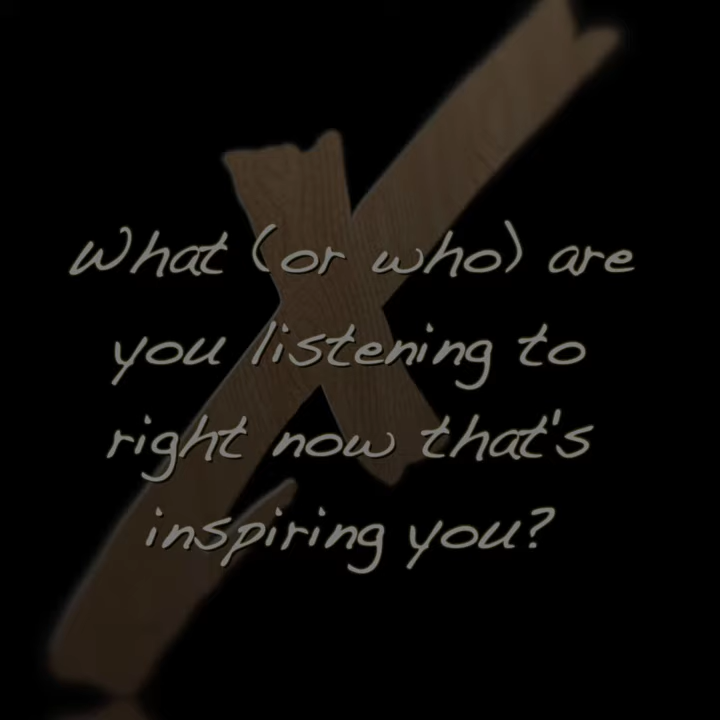 What (or who) are
you listening to
right now that's
inspiring you?